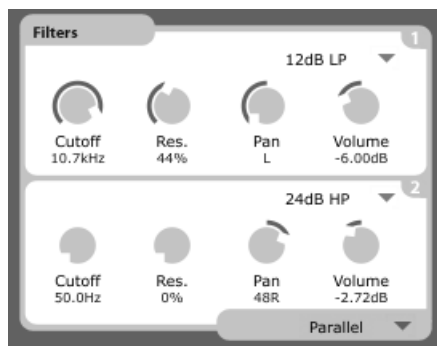 Filters
1
12dB LP
Cutoff Res. Pan Volume
10.7kHz 44% L -6.00dB
2
24dB HP
Cutoff Res. Pan Volume
50.0Hz 0% 48R -2.72dB
Parallel